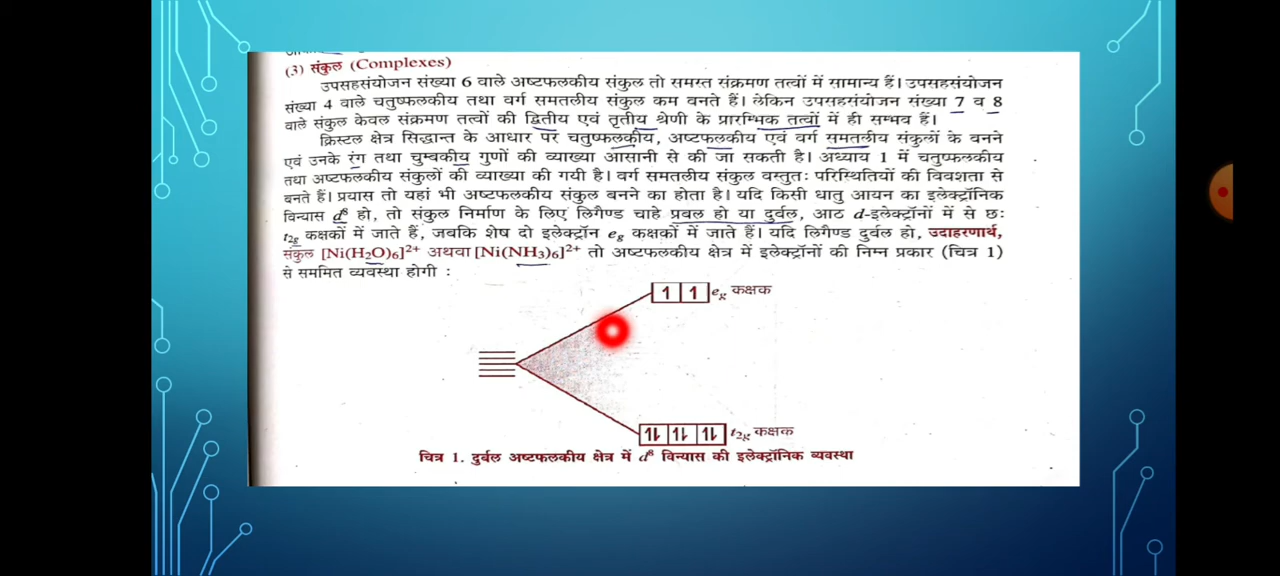 (3) संकुल (Complexes)
उपसहसंयोजन संख्या 6 वाले अष्टफलकीय संकुल तो समस्त संक्रमण तत्वों में सामान्य हैं। उपसहसंयोजन
संख्या 4 वाले चतुष्फलकीय तथा वर्ग समतलीय संकुल कम बनते हैं। लेकिन उपसहसंयोजन संख्या 7 व 8
वाले संकुल केवल संक्रमण तत्वों की द्वितीय एवं तृतीय श्रेणी के प्रारम्भिक तत्वों में ही सम्भव हैं।
क्रिस्टल क्षेत्र सिद्धान्त के आधार पर चतुष्फलकीय, अष्टफलकीय एवं वर्ग समतलीय संकुलों के बनने
एवं उनके रंग तथा चुम्बकीय गुणों की व्याख्या आसानी से की जा सकती है। अध्याय 1 में चतुष्फलकीय
तथा अष्टफलकीय संकुलों की व्याख्या की गयी है। वर्ग समतलीय संकुल वस्तुतः परिस्थितियों की विवशता से
बनते हैं। प्रयास तो यहां भी अष्टफलकीय संकुल बनने का होता है। यदि किसी धातु आयन का इलेक्ट्रॉनिक
विन्यास d⁸ हो, तो संकुल निर्माण के लिए लिगैण्ड चाहे प्रबल हो या दुर्बल, आठ d-इलेक्ट्रॉनों में से छः
t₂g कक्षकों में जाते हैं, जबकि शेष दो इलेक्ट्रॉन eg कक्षकों में जाते हैं। यदि लिगैण्ड दुर्बल हो, उदाहरणार्थ,
संकुल [Ni(H₂O)₆]²⁺ अथवा [Ni(NH₃)₆]²⁺ तो अष्टफलकीय क्षेत्र में इलेक्ट्रॉनों की निम्न प्रकार (चित्र 1)
से सममित व्यवस्था होगी :
↿ ↿ eg कक्षक
↿⇂ ↿⇂ ↿⇂ t₂g कक्षक
चित्र 1. दुर्बल अष्टफलकीय क्षेत्र में d⁸ विन्यास की इलेक्ट्रॉनिक व्यवस्था